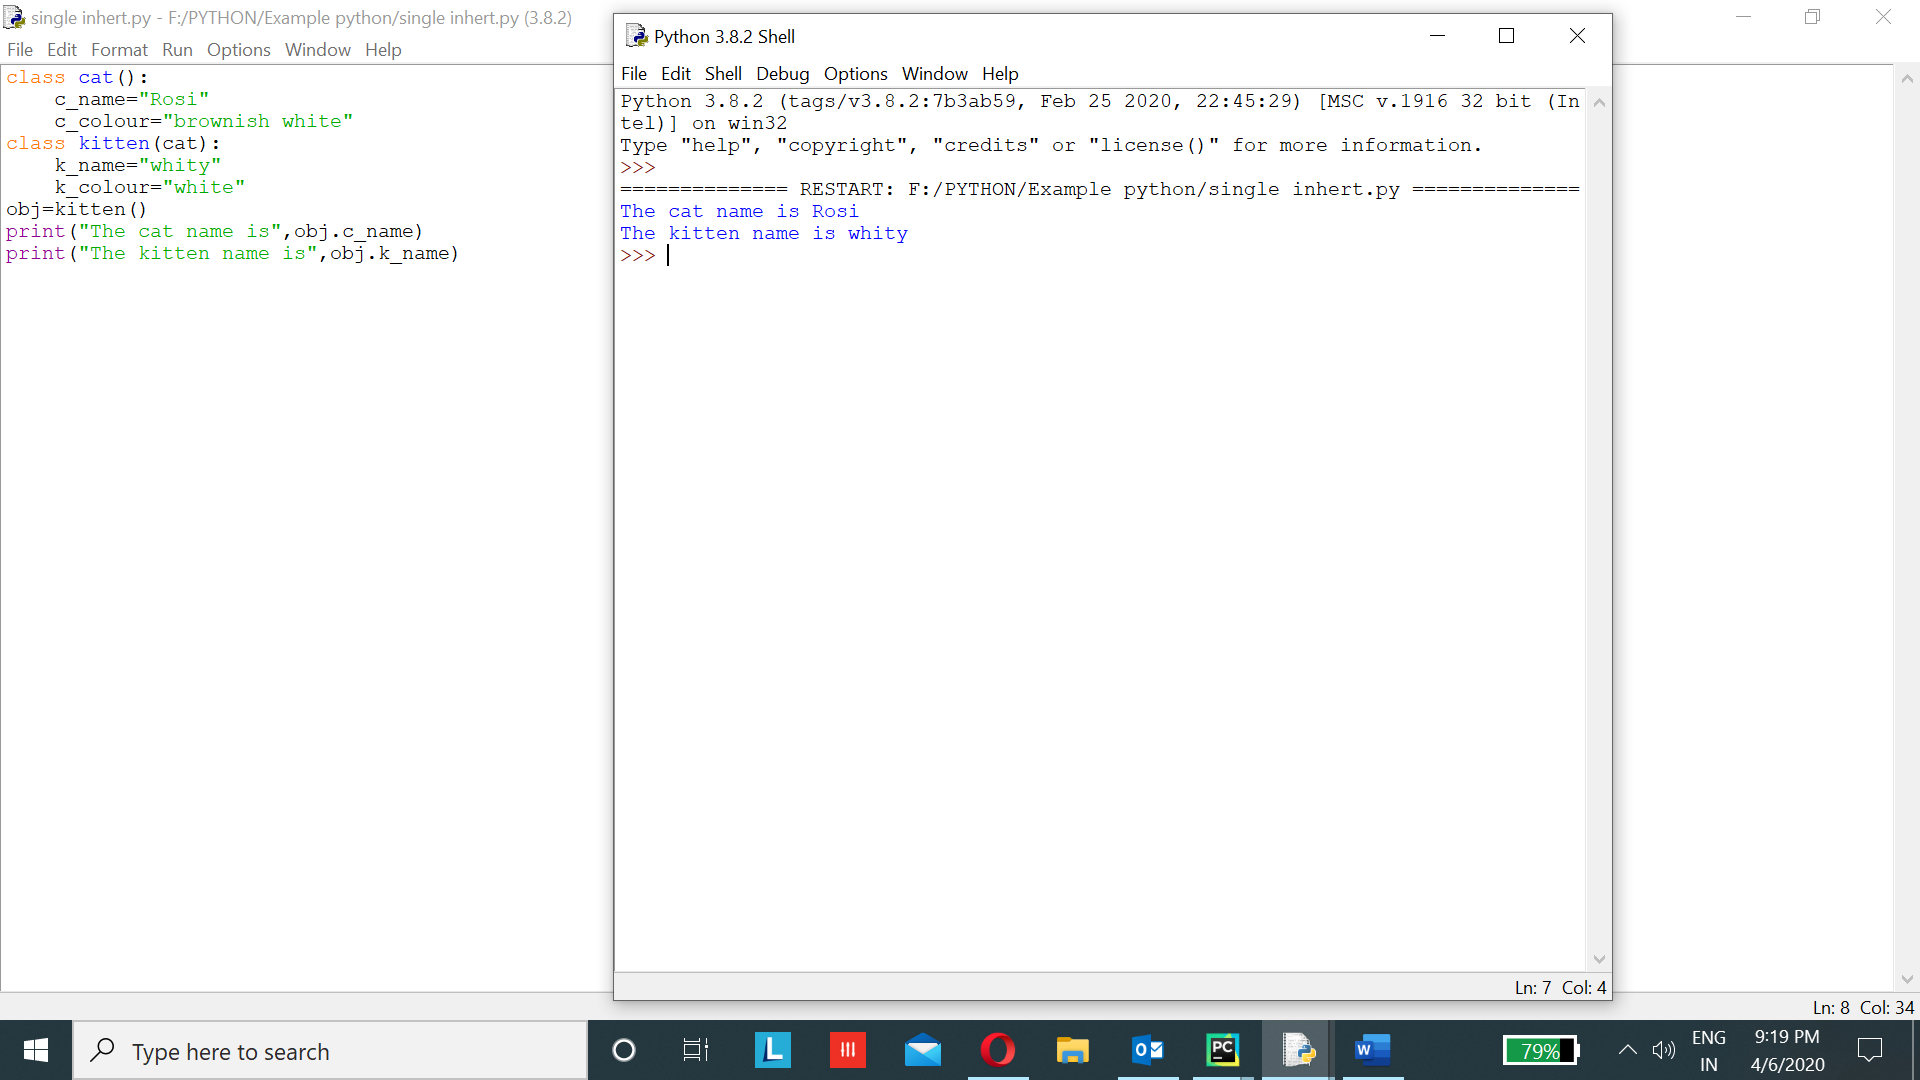 single inhert.py - F:/PYTHON/Example python/single inhert.py (3.8.2)
File Edit Format Run Options Window Help
class cat():
    c_name="Rosi"
    c_colour="brownish white"
class kitten(cat):
    k_name="whity"
    k_colour="white"
obj=kitten()
print("The cat name is",obj.c_name)
print("The kitten name is",obj.k_name)
Python 3.8.2 Shell
File Edit Shell Debug Options Window Help
Python 3.8.2 (tags/v3.8.2:7b3ab59, Feb 25 2020, 22:45:29) [MSC v.1916 32 bit (In
tel)] on win32
Type "help", "copyright", "credits" or "license()" for more information.
>>>
============== RESTART: F:/PYTHON/Example python/single inhert.py ==============
The cat name is Rosi
The kitten name is whity
>>>
Ln: 7 Col: 4
Ln: 8 Col: 34
Type here to search
L
PC
W
79%
ENG
IN
9:19 PM
4/6/2020